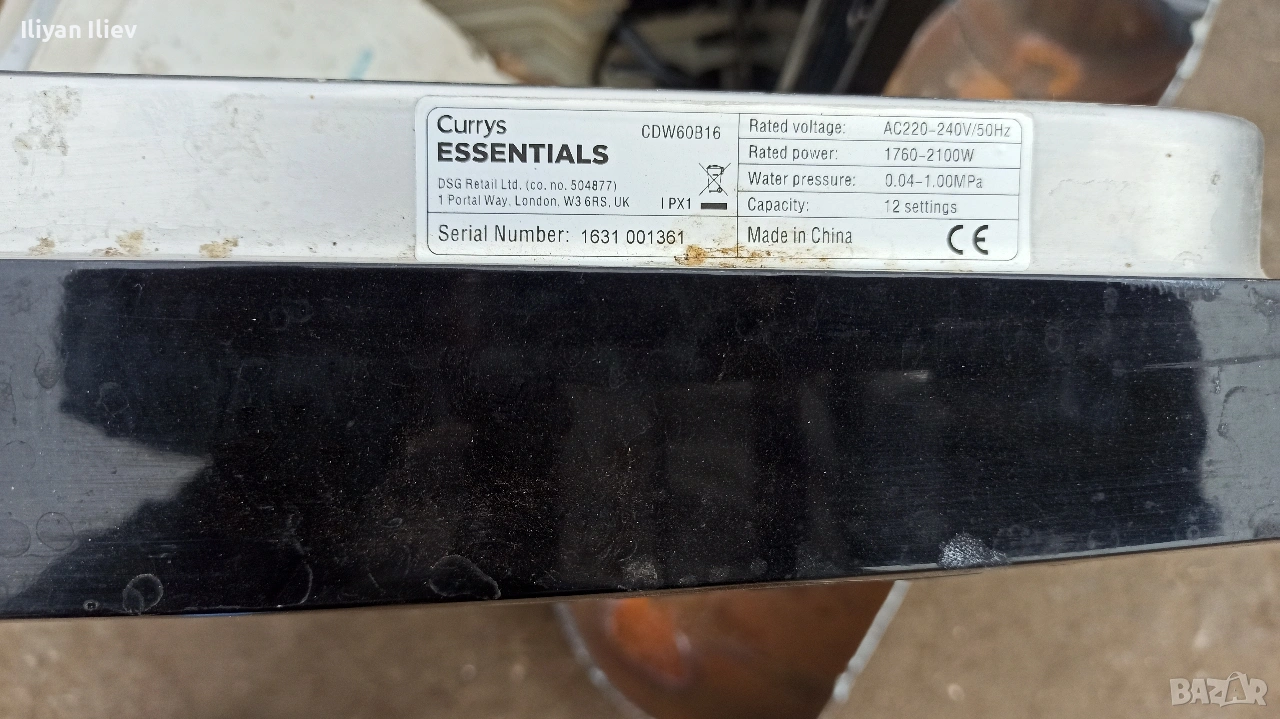 Iliyan Iliev
Currys
ESSENTIALS
CDW60B16
DSG Retail Ltd. (co. no. 504877)
1 Portal Way, London, W3 6RS, UK
IPX1
Serial Number: 1631 001361
Rated voltage: AC220-240V/50Hz
Rated power: 1760-2100W
Water pressure: 0.04-1.00MPa
Capacity: 12 settings
Made in China CE
BAZAR